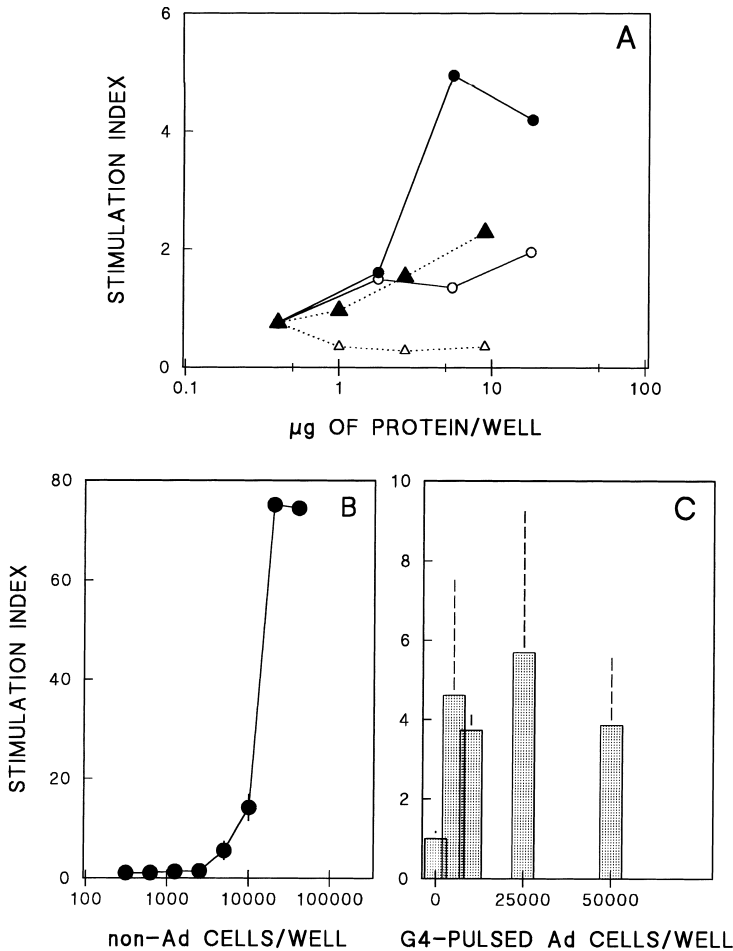 A
6
4
2
0
STIMULATION INDEX
0.1 1 10 100
µg OF PROTEIN/WELL
B
80
60
40
20
0
STIMULATION INDEX
100 1000 10000 100000
non-Ad CELLS/WELL
C
10
8
6
4
2
0
0 25000 50000
G4-PULSED Ad CELLS/WELL